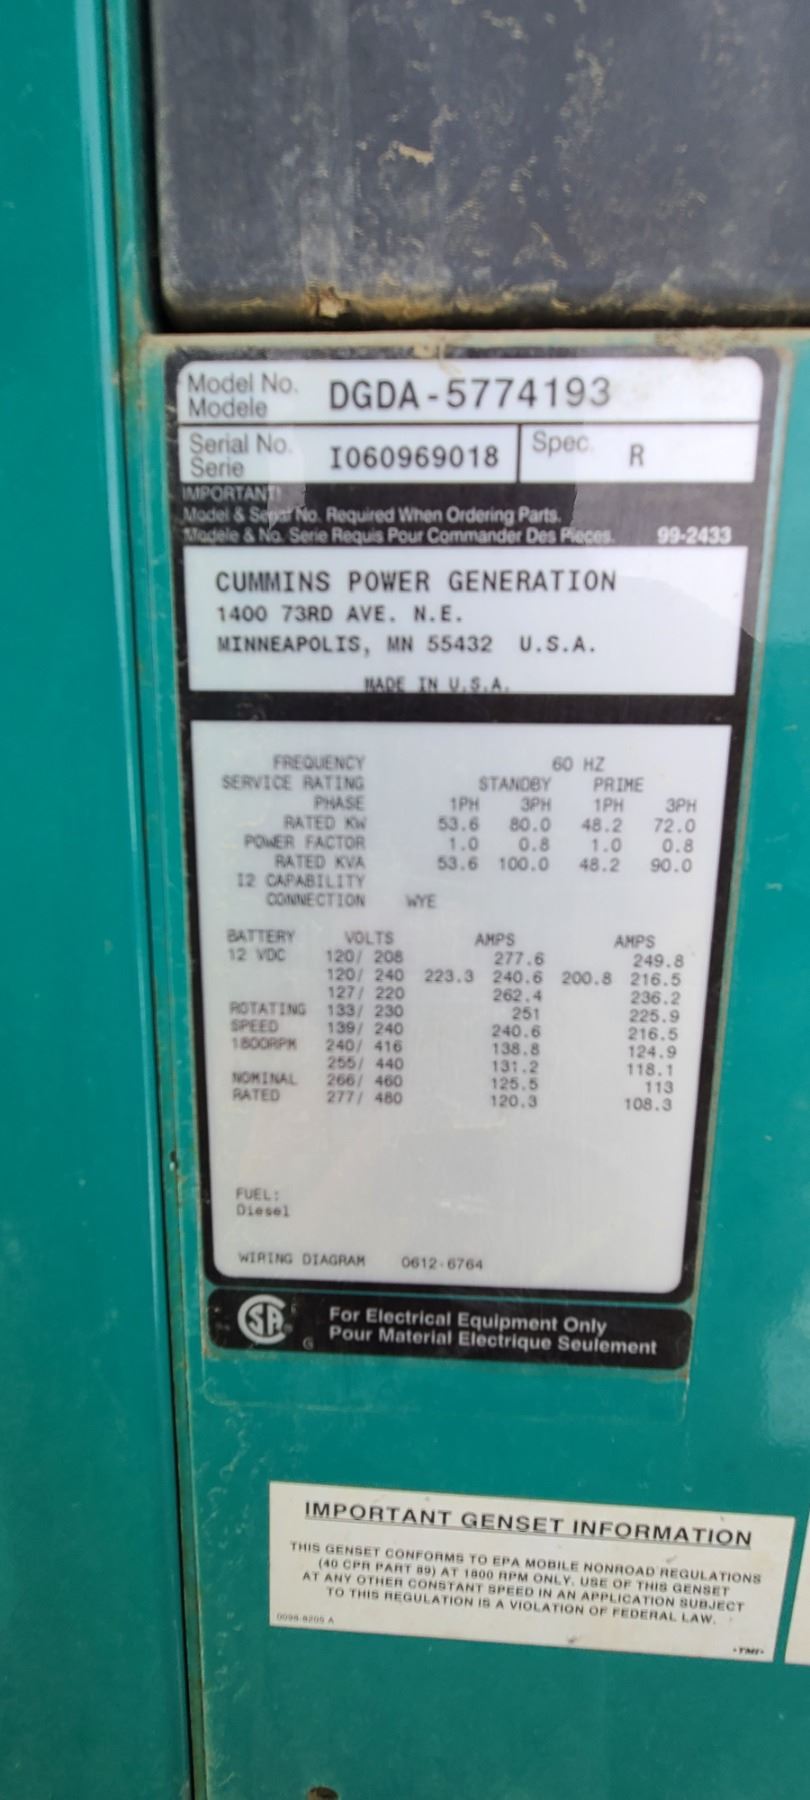 Model No.
Modele
DGDA-5774193
Serial No.
Serie
I060969018
Spec.
R
IMPORTANT!
Model & Serial No. Required When Ordering Parts.
Modele & No. Serie Requis Pour Commander Des Pieces. 99-2433
CUMMINS POWER GENERATION
1400 73RD AVE. N.E.
MINNEAPOLIS, MN 55432 U.S.A.
MADE IN U.S.A.
FREQUENCY 60 HZ
SERVICE RATING STANDBY PRIME
PHASE 1PH 3PH 1PH 3PH
RATED KW 53.6 80.0 48.2 72.0
POWER FACTOR 1.0 0.8 1.0 0.8
RATED KVA 53.6 100.0 48.2 90.0
I2 CAPABILITY
CONNECTION WYE
BATTERY VOLTS AMPS AMPS
12 VDC 120/ 208 277.6 249.8
120/ 240 223.3 240.6 200.8 216.5
127/ 220 262.4 236.2
ROTATING 133/ 230 251 225.9
SPEED 139/ 240 240.6 216.5
1800RPM 240/ 416 138.8 124.9
255/ 440 131.2 118.1
NOMINAL 266/ 460 125.5 113
RATED 277/ 480 120.3 108.3
FUEL:
Diesel
WIRING DIAGRAM 0612-6764
SA
G
For Electrical Equipment Only
Pour Material Electrique Seulement
IMPORTANT GENSET INFORMATION
THIS GENSET CONFORMS TO EPA MOBILE NONROAD REGULATIONS
(40 CFR PART 89) AT 1800 RPM ONLY. USE OF THIS GENSET
AT ANY OTHER CONSTANT SPEED IN AN APPLICATION SUBJECT
TO THIS REGULATION IS A VIOLATION OF FEDERAL LAW.
0098-8205 A
-TMI-